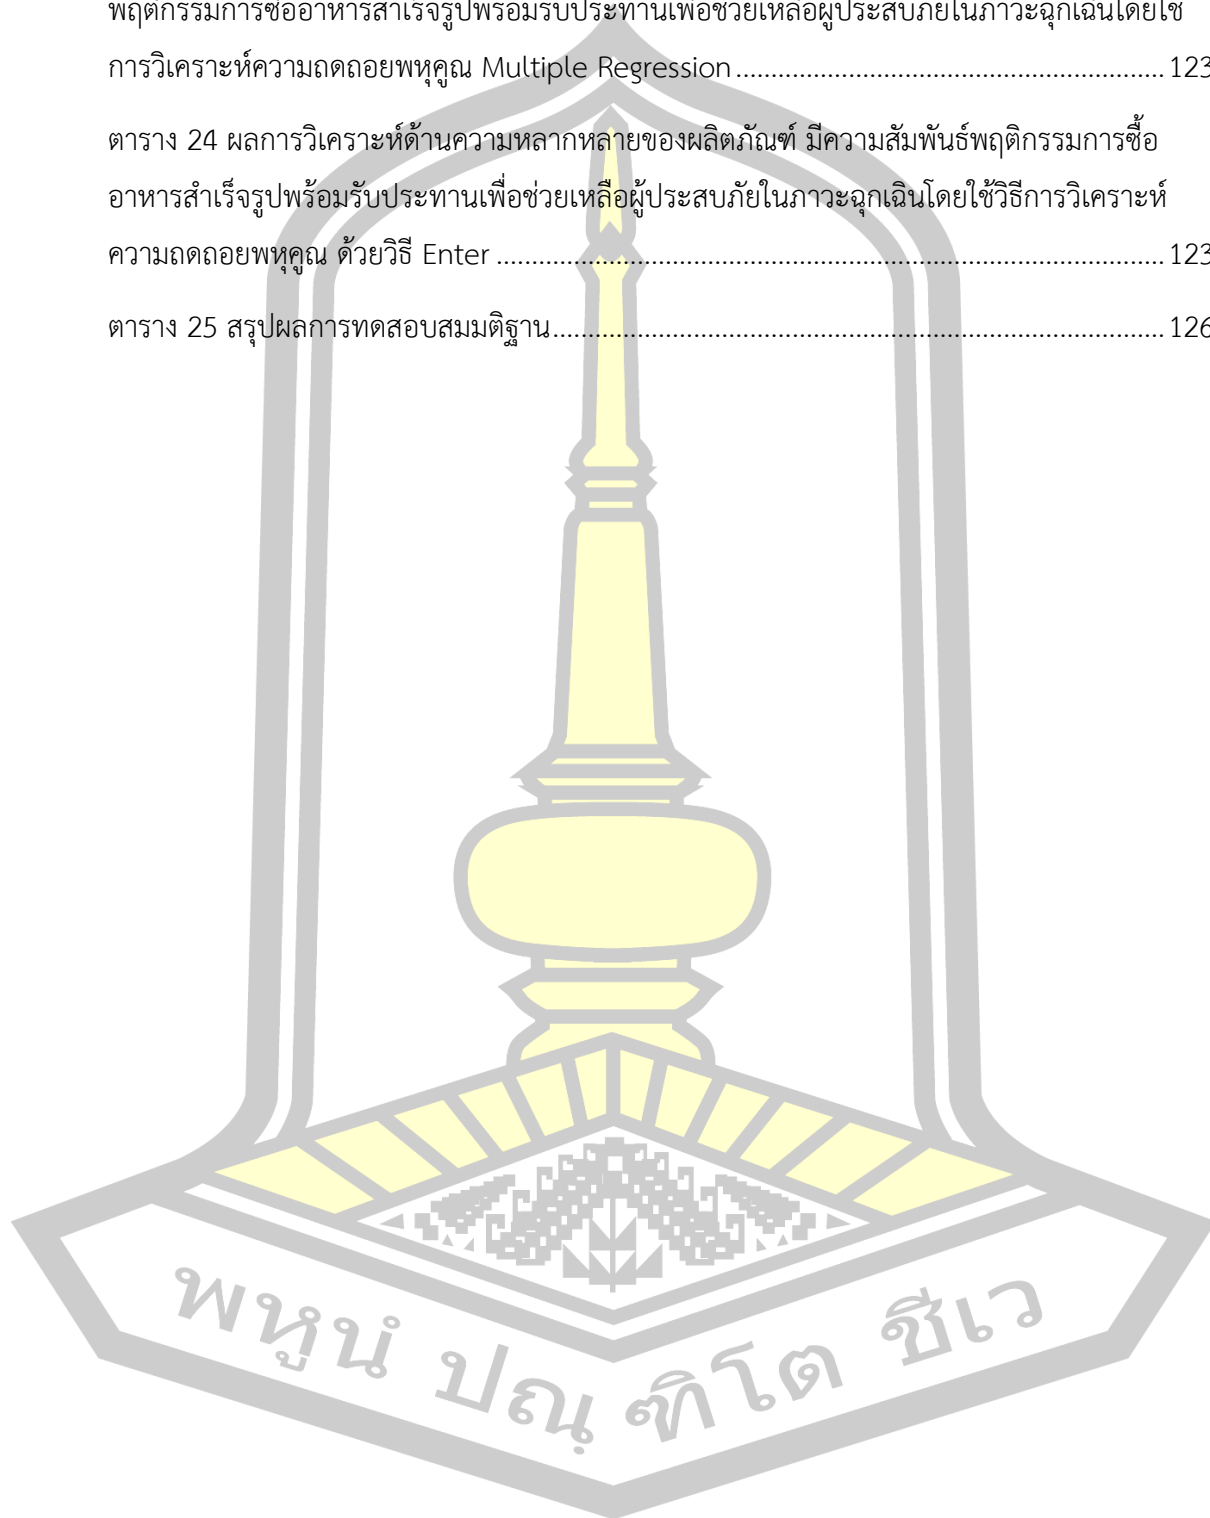 พฤติกรรมการซื้ออาหารสำเร็จรูปพร้อมรับประทานเพื่อช่วยเหลือผู้ประสบภัยในภาวะฉุกเฉินโดยใช้
การวิเคราะห์ความถดถอยพหุคูณ Multiple Regression ........................................................... 123
ตาราง 24 ผลการวิเคราะห์ด้านความหลากหลายของผลิตภัณฑ์ มีความสัมพันธ์พฤติกรรมการซื้อ
อาหารสำเร็จรูปพร้อมรับประทานเพื่อช่วยเหลือผู้ประสบภัยในภาวะฉุกเฉินโดยใช้วิธีการวิเคราะห์
ความถดถอยพหุคูณ ด้วยวิธี Enter ............................................................................................ 123
ตาราง 25 สรุปผลการทดสอบสมมติฐาน ..................................................................................... 126
พหูนํ ปณฺฑิโต ชีเว